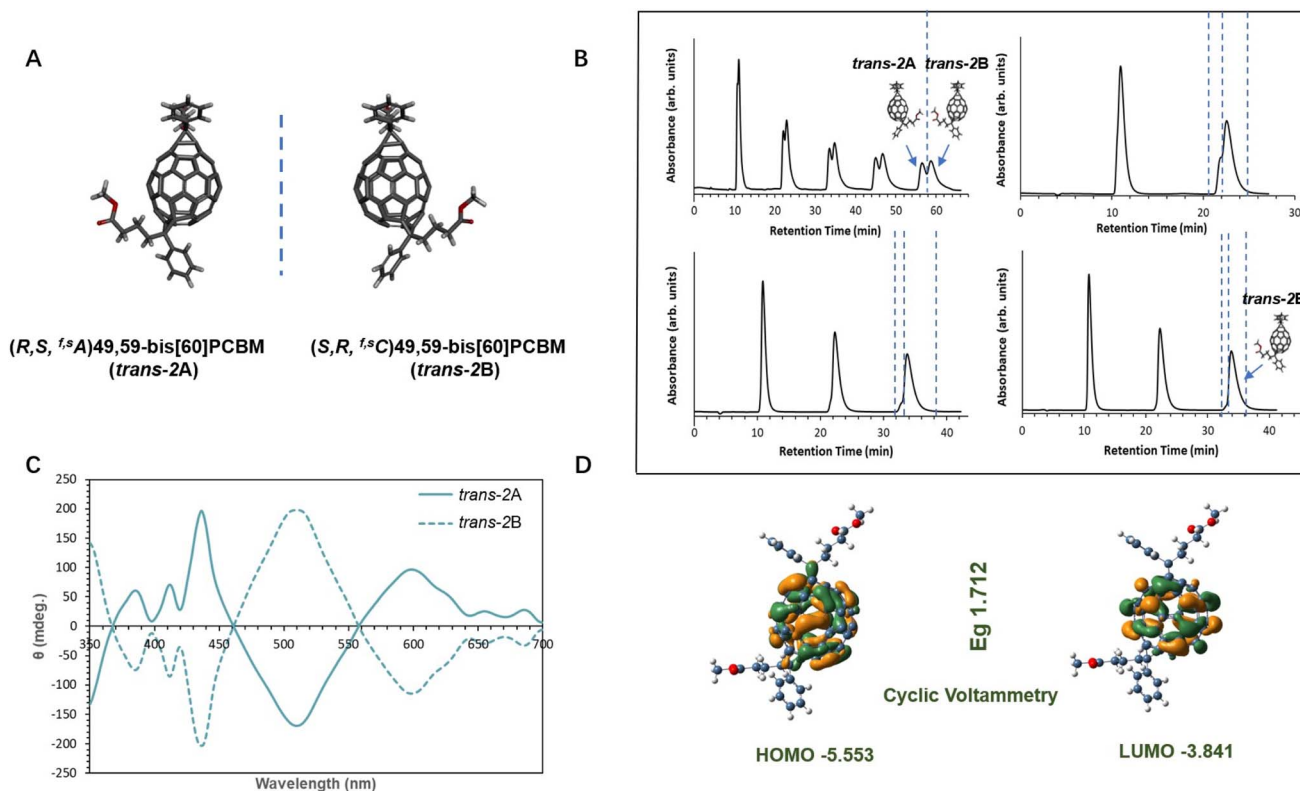 A
(R,S, f,sA)49,59-bis[60]PCBM
(trans-2A)
(S,R, f,sC)49,59-bis[60]PCBM
(trans-2B)
B
Absorbance (arb. units)
trans-2A
trans-2B
0 10 20 30 40 50 60
Retention Time (min)
Absorbance (arb. units)
0 10 20 30
Retention Time (min)
Absorbance (arb. units)
0 10 20 30 40
Retention Time (min)
Absorbance (arb. units)
trans-2B
0 10 20 30 40
Retention Time (min)
C
θ (mdeg.)
250
200
150
100
50
0
-50
-100
-150
-200
-250
350 400 450 500 550 600 650 700
Wavelength (nm)
trans-2A
trans-2B
D
Eg 1.712
Cyclic Voltammetry
HOMO -5.553
LUMO -3.841